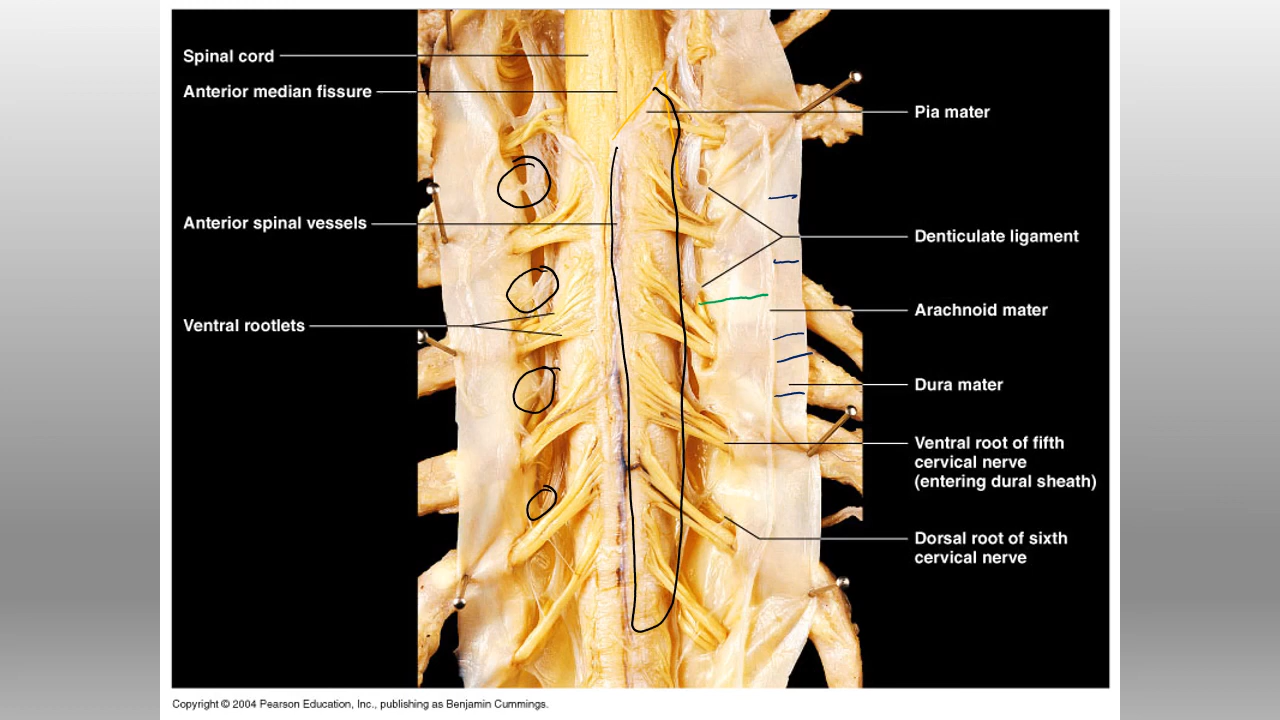 Spinal cord
Anterior median fissure
Anterior spinal vessels
Ventral rootlets
Pia mater
Denticulate ligament
Arachnoid mater
Dura mater
Ventral root of fifth
cervical nerve
(entering dural sheath)
Dorsal root of sixth
cervical nerve
Copyright © 2004 Pearson Education, Inc., publishing as Benjamin Cummings.